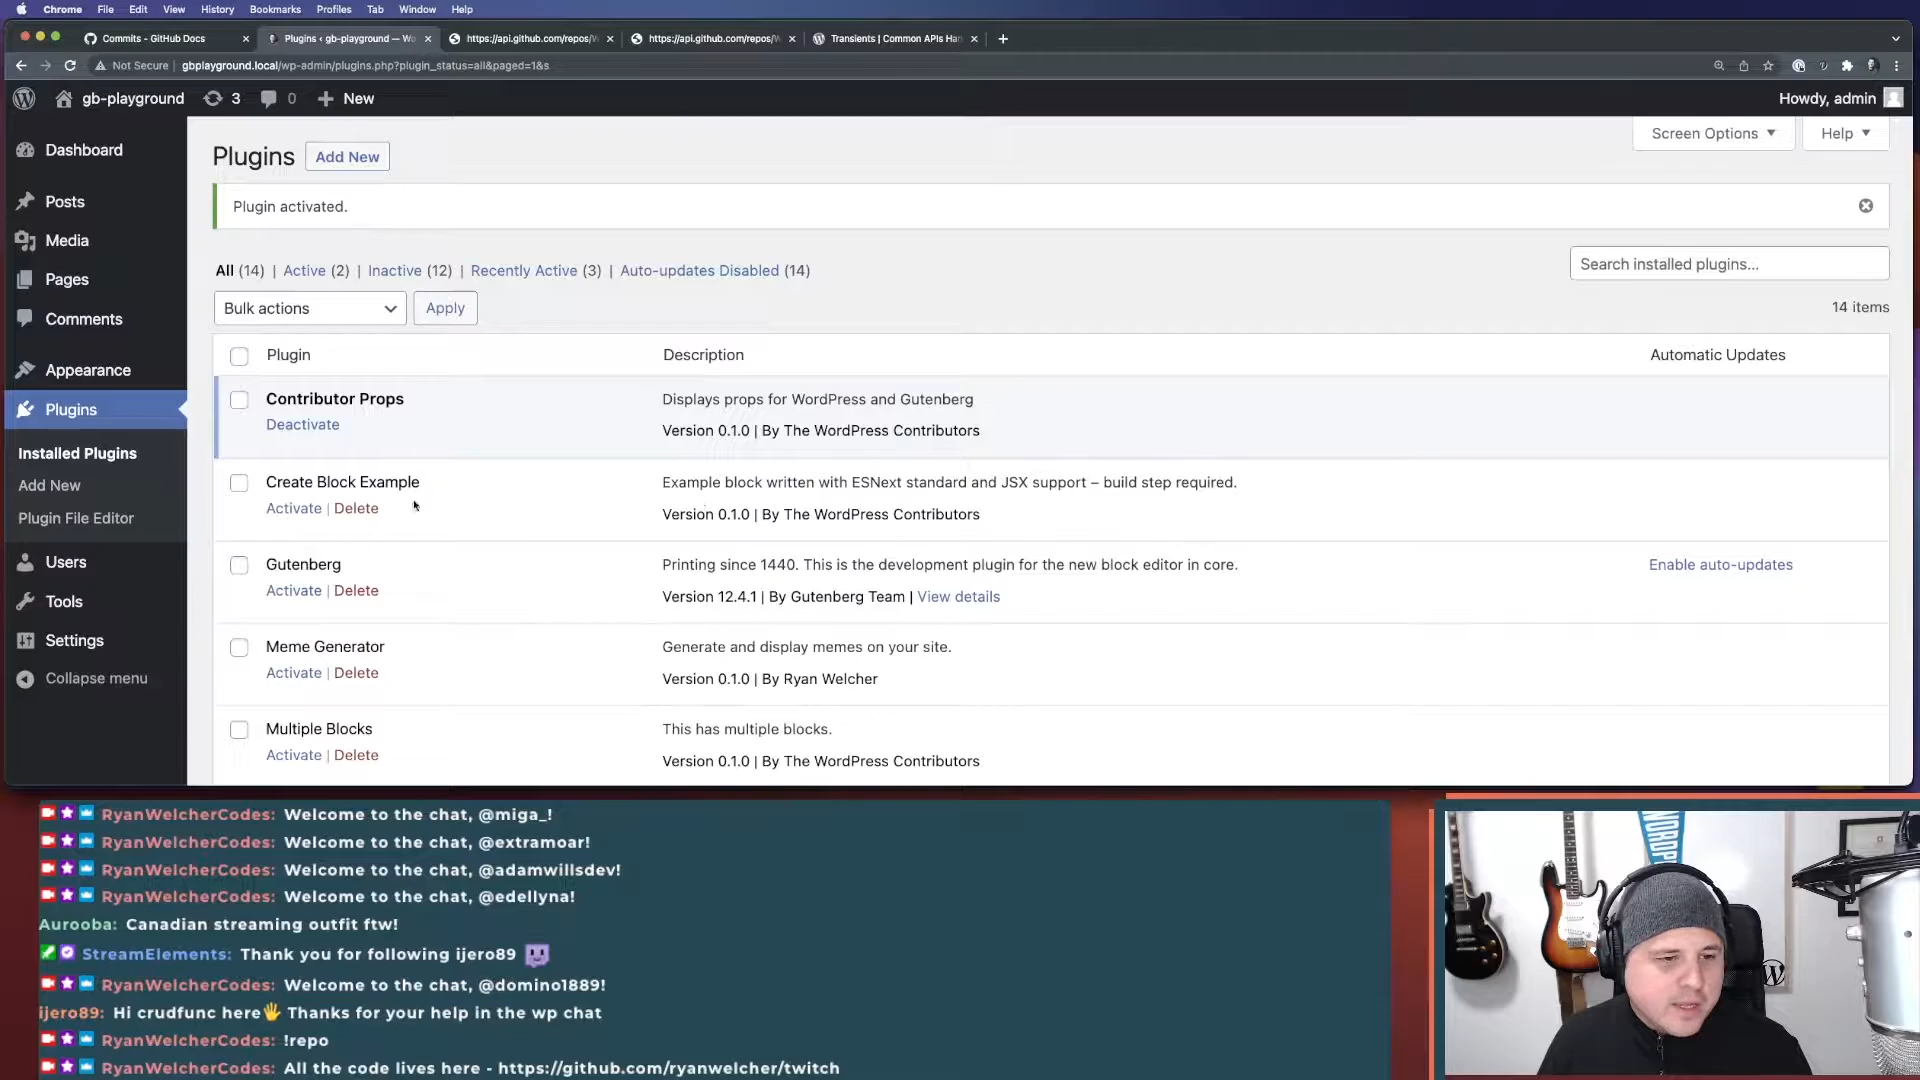 Chrome File Edit View History Bookmarks Profiles Tab Window Help
Commits - GitHub Docs
Plugins ‹ gb-playground — Wo
https://api.github.com/repos/
https://api.github.com/repos/
Transients | Common APIs Han
Not Secure | gbplayground.local/wp-admin/plugins.php?plugin_status=all&paged=1&s
gb-playground 3 0 New
Howdy, admin
Dashboard
Posts
Media
Pages
Comments
Appearance
Plugins
Installed Plugins
Add New
Plugin File Editor
Users
Tools
Settings
Collapse menu
Screen Options
Help
Plugins Add New
Plugin activated.
All (14) | Active (2) | Inactive (12) | Recently Active (3) | Auto-updates Disabled (14)
Search installed plugins...
Bulk actions Apply
14 items
Plugin Description Automatic Updates
Contributor Props
Deactivate
Displays props for WordPress and Gutenberg
Version 0.1.0 | By The WordPress Contributors
Create Block Example
Activate | Delete
Example block written with ESNext standard and JSX support – build step required.
Version 0.1.0 | By The WordPress Contributors
Gutenberg
Activate | Delete
Printing since 1440. This is the development plugin for the new block editor in core.
Version 12.4.1 | By Gutenberg Team | View details
Enable auto-updates
Meme Generator
Activate | Delete
Generate and display memes on your site.
Version 0.1.0 | By Ryan Welcher
Multiple Blocks
Activate | Delete
This has multiple blocks.
Version 0.1.0 | By The WordPress Contributors
RyanWelcherCodes: Welcome to the chat, @miga_!
RyanWelcherCodes: Welcome to the chat, @extramoar!
RyanWelcherCodes: Welcome to the chat, @adamwillsdev!
RyanWelcherCodes: Welcome to the chat, @edellyna!
Aurooba: Canadian streaming outfit ftw!
StreamElements: Thank you for following ijero89
RyanWelcherCodes: Welcome to the chat, @domino1889!
ijero89: Hi crudfunc here🖐 Thanks for your help in the wp chat
RyanWelcherCodes: !repo
RyanWelcherCodes: All the code lives here - https://github.com/ryanwelcher/twitch